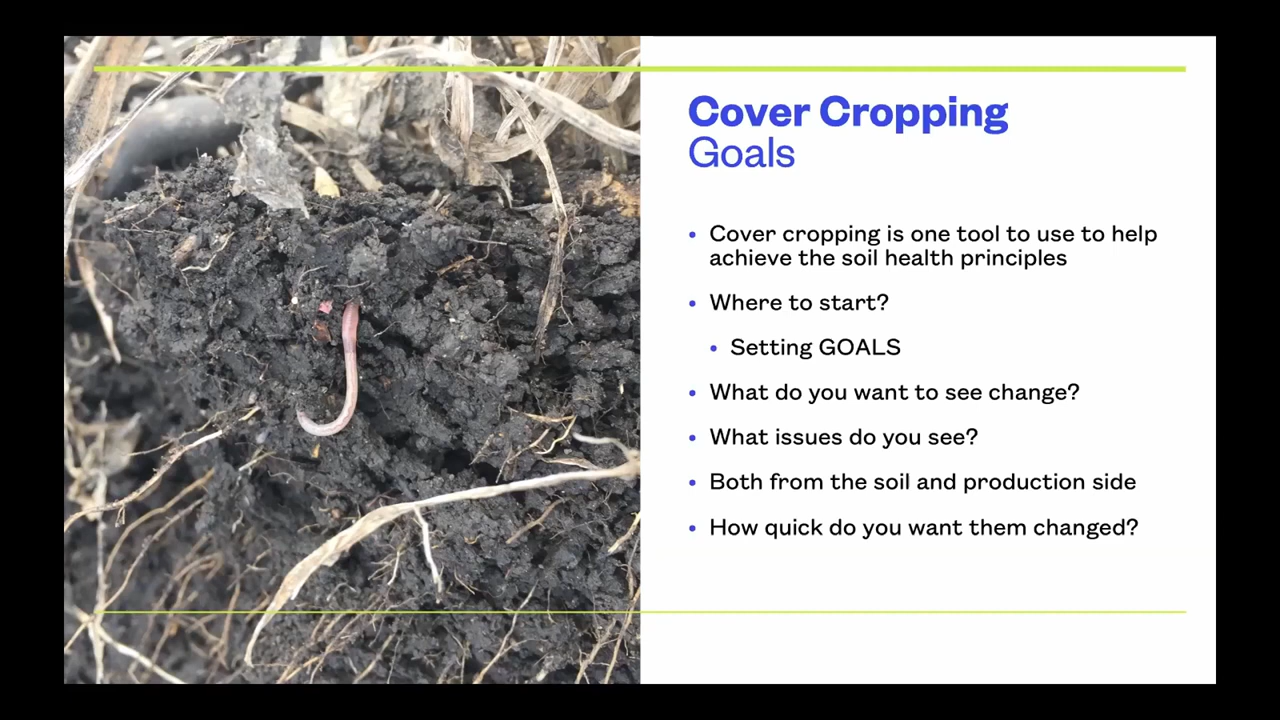 Cover Cropping
Goals
• Cover cropping is one tool to use to help
achieve the soil health principles
• Where to start?
• Setting GOALS
• What do you want to see change?
• What issues do you see?
• Both from the soil and production side
• How quick do you want them changed?